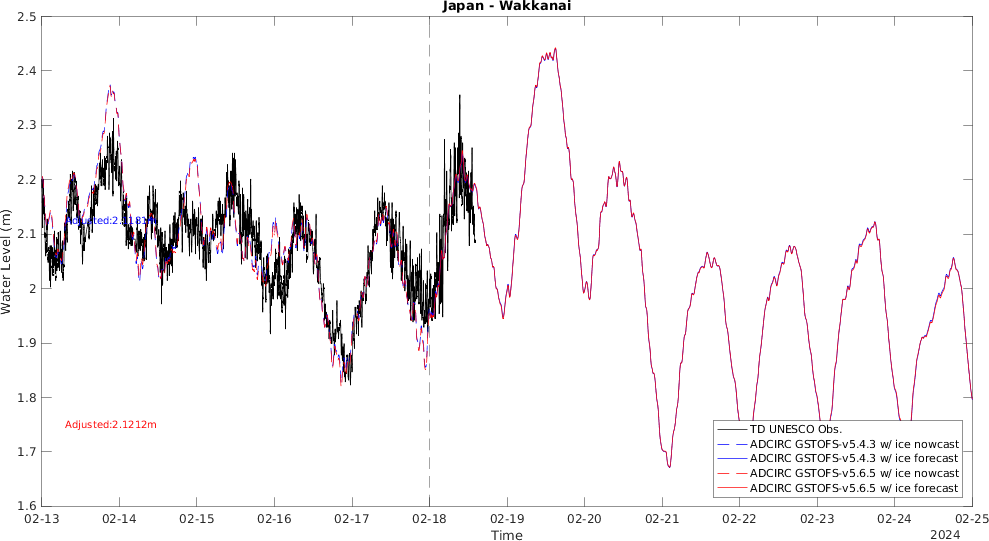 Japan - Wakkanai
2.5
2.4
2.3
2.2
2.1
2
1.9
1.8
1.7
1.6
Water Level (m)
Adjusted:2.1212m
TD UNESCO Obs.
ADCIRC GSTOFS-v5.4.3 w/ ice nowcast
ADCIRC GSTOFS-v5.4.3 w/ ice forecast
ADCIRC GSTOFS-v5.6.5 w/ ice nowcast
ADCIRC GSTOFS-v5.6.5 w/ ice forecast
02-13 02-14 02-15 02-16 02-17 02-18 02-19 02-20 02-21 02-22 02-23 02-24 02-25
Time
2024